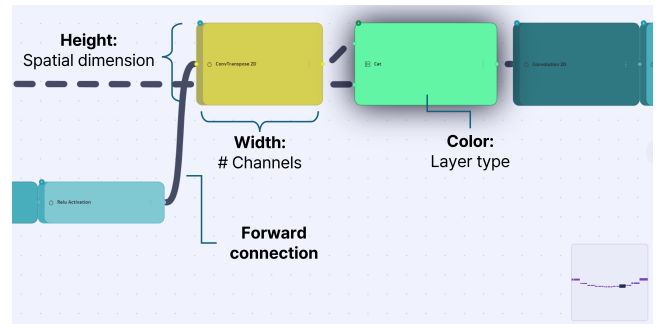 Height:
Spatial dimension
ConvTranspose 2D
Cat
Convolution 2D
Width:
# Channels
Color:
Layer type
Relu Activation
Forward
connection